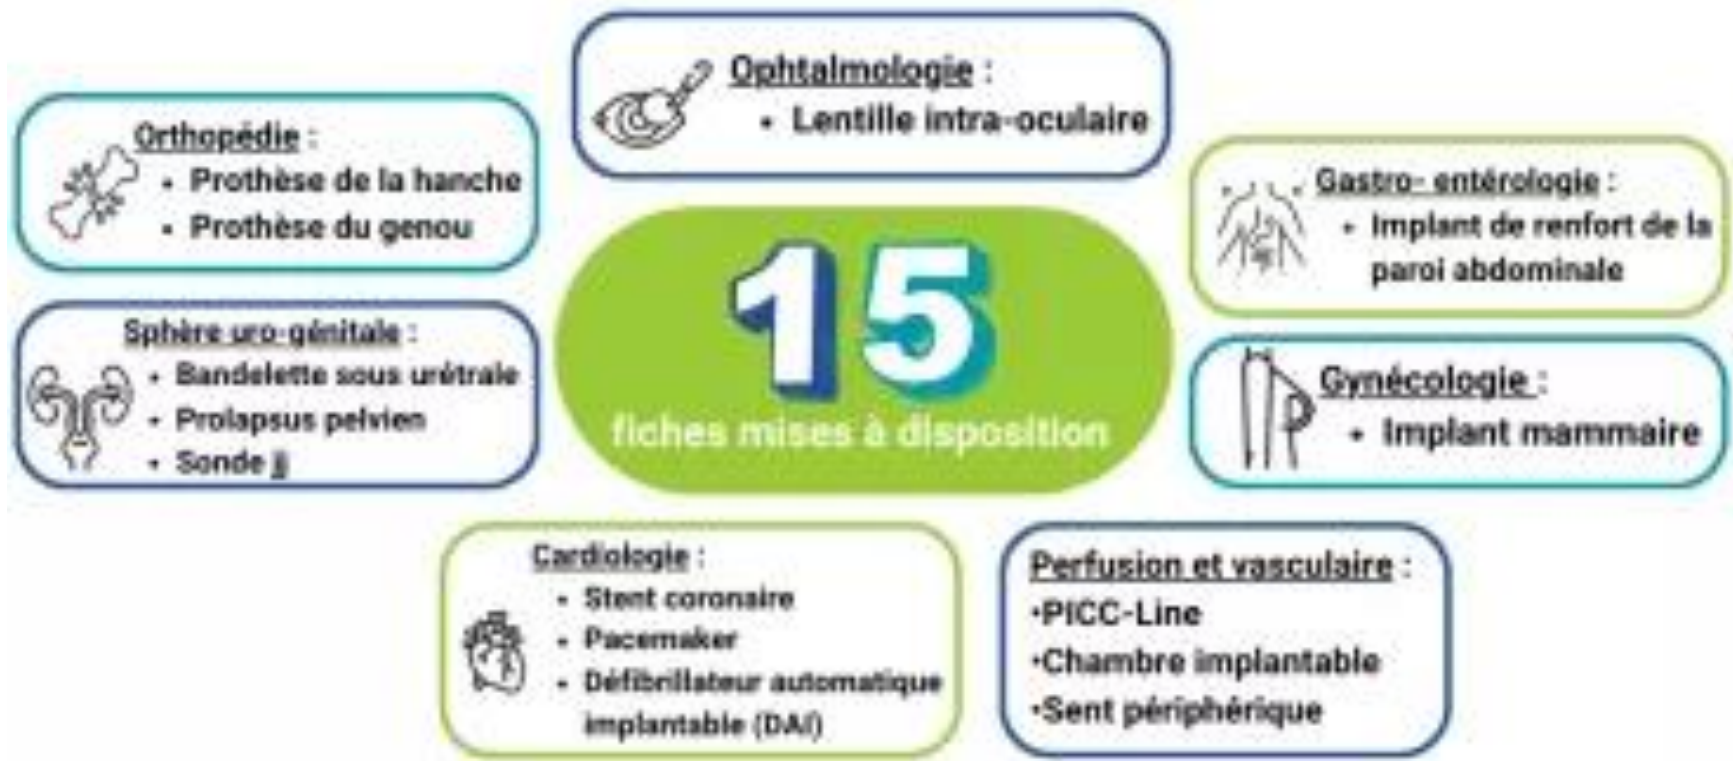 Ophtalmologie :
• Lentille intra-oculaire
Orthopédie :
• Prothèse de la hanche
• Prothèse du genou
Gastro- entérologie :
• Implant de renfort de la
paroi abdominale
15
fiches mises à disposition
Sphère uro-génitale :
• Bandelette sous urétrale
• Prolapsus pelvien
• Sonde jj
Gynécologie :
• Implant mammaire
Cardiologie :
• Stent coronaire
• Pacemaker
• Défibrillateur automatique
implantable (DAI)
Perfusion et vasculaire :
•PICC-Line
•Chambre implantable
•Sent périphérique